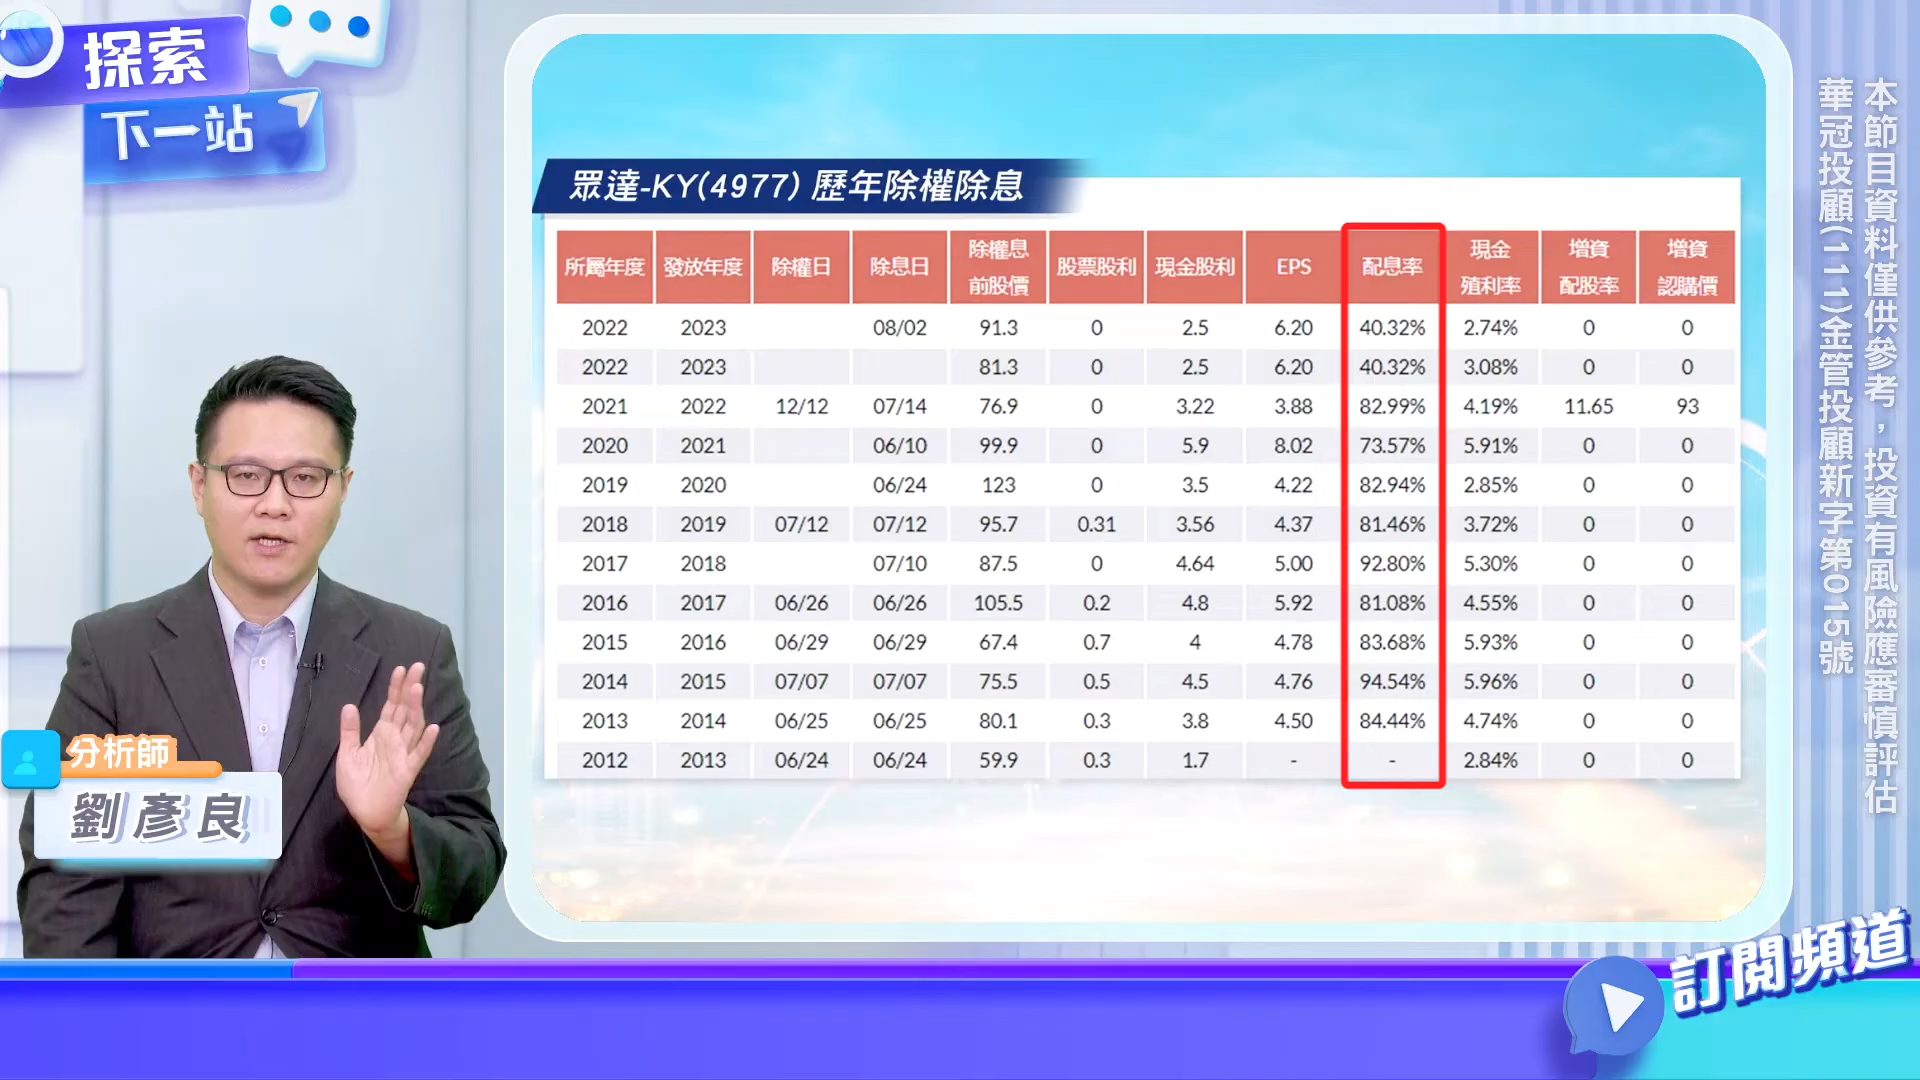 探索
下一站
眾達-KY(4977) 歷年除權除息
所屬年度 發放年度 除權日 除息日 除權息前股價 股票股利 現金股利 EPS 配息率 現金殖利率 增資配股率 增資認購價
2022 2023 08/02 91.3 0 2.5 6.20 40.32% 2.74% 0 0
2022 2023 81.3 0 2.5 6.20 40.32% 3.08% 0 0
2021 2022 12/12 07/14 76.9 0 3.22 3.88 82.99% 4.19% 11.65 93
2020 2021 06/10 99.9 0 5.9 8.02 73.57% 5.91% 0 0
2019 2020 06/24 123 0 3.5 4.22 82.94% 2.85% 0 0
2018 2019 07/12 07/12 95.7 0.31 3.56 4.37 81.46% 3.72% 0 0
2017 2018 07/10 87.5 0 4.64 5.00 92.80% 5.30% 0 0
2016 2017 06/26 06/26 105.5 0.2 4.8 5.92 81.08% 4.55% 0 0
2015 2016 06/29 06/29 67.4 0.7 4 4.78 83.68% 5.93% 0 0
2014 2015 07/07 07/07 75.5 0.5 4.5 4.76 94.54% 5.96% 0 0
2013 2014 06/25 06/25 80.1 0.3 3.8 4.50 84.44% 4.74% 0 0
2012 2013 06/24 06/24 59.9 0.3 1.7 - - 2.84% 0 0
本節目資料僅供參考，投資有風險應審慎評估
華冠投顧(111)金管投顧新字第015號
分析師
劉彥良
訂閱頻道